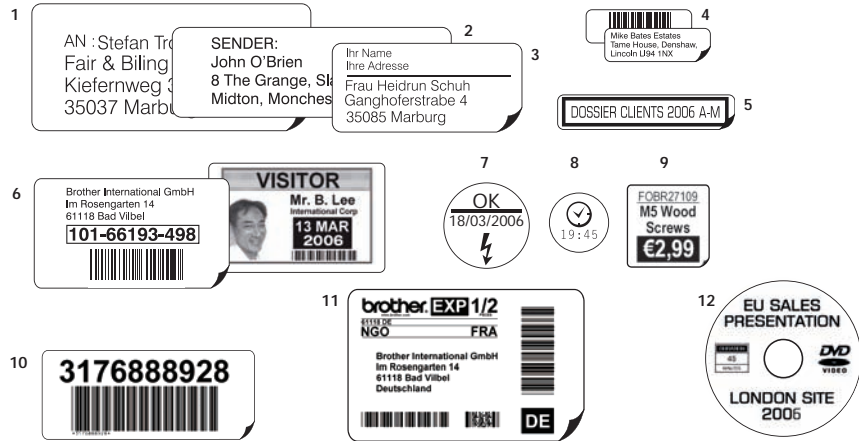 1
AN : Stefan
Fair & Biling
Kiefernweg
35037
2
SENDER:
John O'Brien
8 The Grange,
Midton,
3
Ihr Name
Ihre Adresse
Frau Heidrun Schuh
Ganghoferstrabe 4
35085 Marburg
4
Mike Bates Estates
Tame House, Denshaw,
Lincoln LI94 1NX
5
DOSSIER CLIENTS 2006 A-M
6
Brother International GmbH
Im Rosengarten 14
61118 Bad Vilbel
101-66193-498
VISITOR
Mr. B. Lee
International Corp
13 MAR
2006
7
OK
18/03/2006
8
19:45
9
FOBR27109
M5 Wood
Screws
€2,99
10
3176888928
*3176888928*
11
brother. EXP 1/2
61118 DE
NGO FRA
Brother International GmbH
Im Rosengarten 14
61118 Bad Vilbel
Deutschland
DE
12
EU SALES
PRESENTATION
45
MINUTES
DVD
VIDEO
LONDON SITE
2006